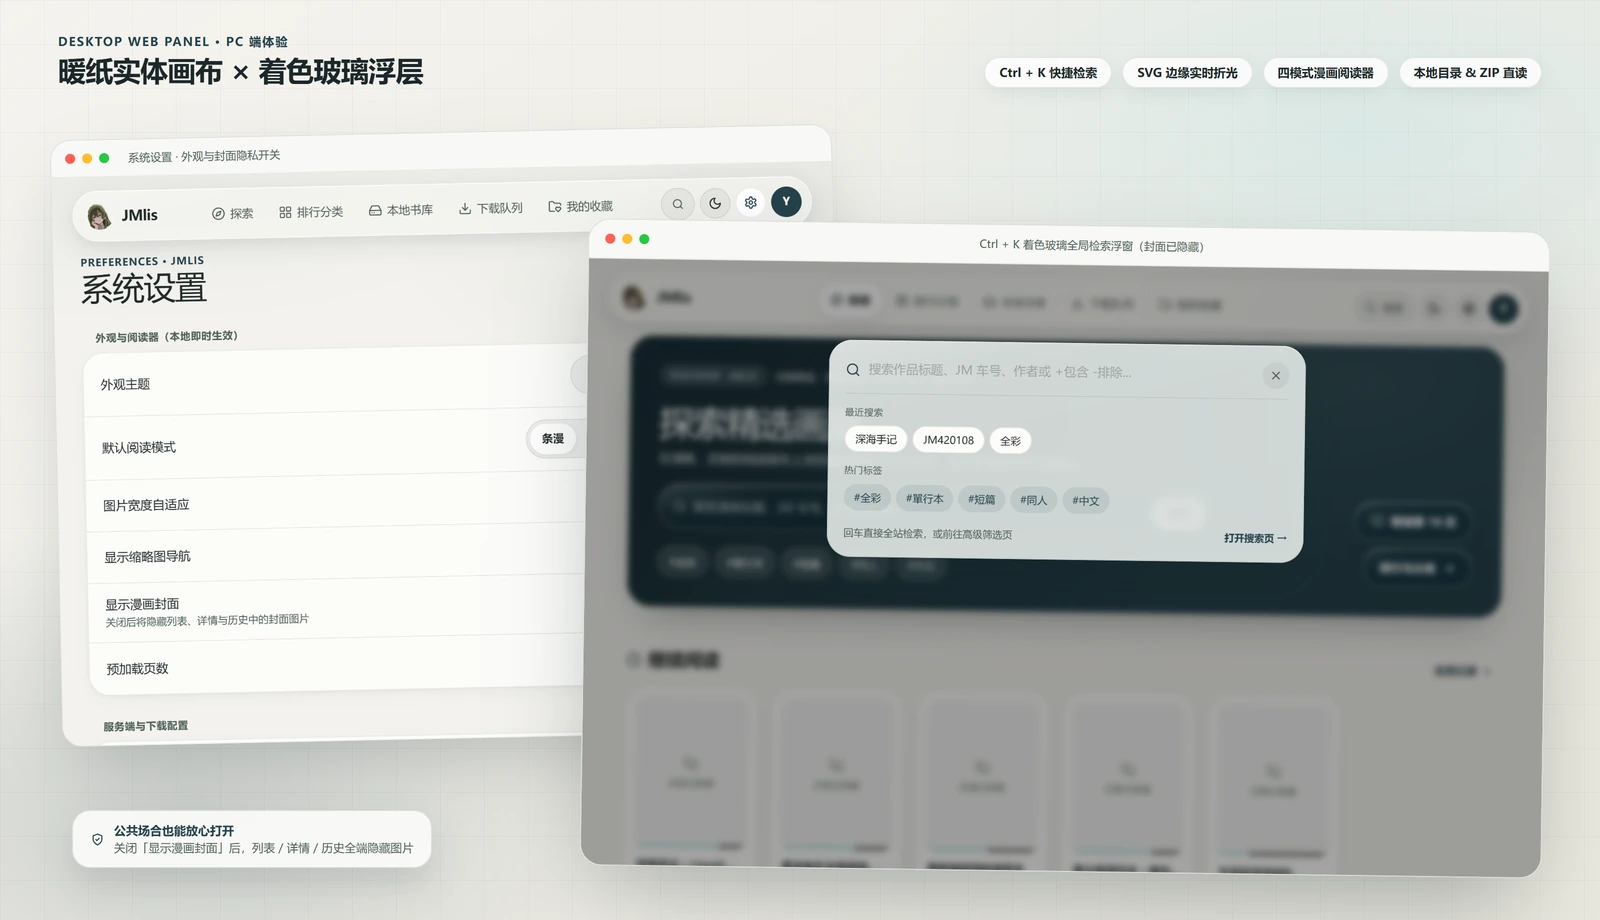 DESKTOP WEB PANEL • PC 端体验
暖纸实体画布 × 着色玻璃浮层
Ctrl + K 快捷检索
SVG 边缘实时折光
四模式漫画阅读器
本地目录 & ZIP 直读
系统设置 · 外观与封面隐私开关
JMlis
探索
排行分类
本地书库
下载队列
我的收藏
Y
PREFERENCES • JMLIS
系统设置
外观与阅读器（本地即时生效）
外观主题
默认阅读模式
条漫
图片宽度自适应
显示缩略图导航
显示漫画封面
关闭后将隐藏列表、详情与历史中的封面图片
预加载页数
服务端与下载配置
Ctrl + K 着色玻璃全局检索浮窗（封面已隐藏）
JMlis
探索精选画
搜索作品标题、JM 车号、作者或 +包含 -排除...
最近搜索
深海手记
JM420108
全彩
热门标签
#全彩
#單行本
#短篇
#同人
#中文
回车直接全站检索，或前往高级筛选页
打开搜索页 →
继续阅读
公共场合也能放心打开
关闭「显示漫画封面」后，列表 / 详情 / 历史全端隐藏图片